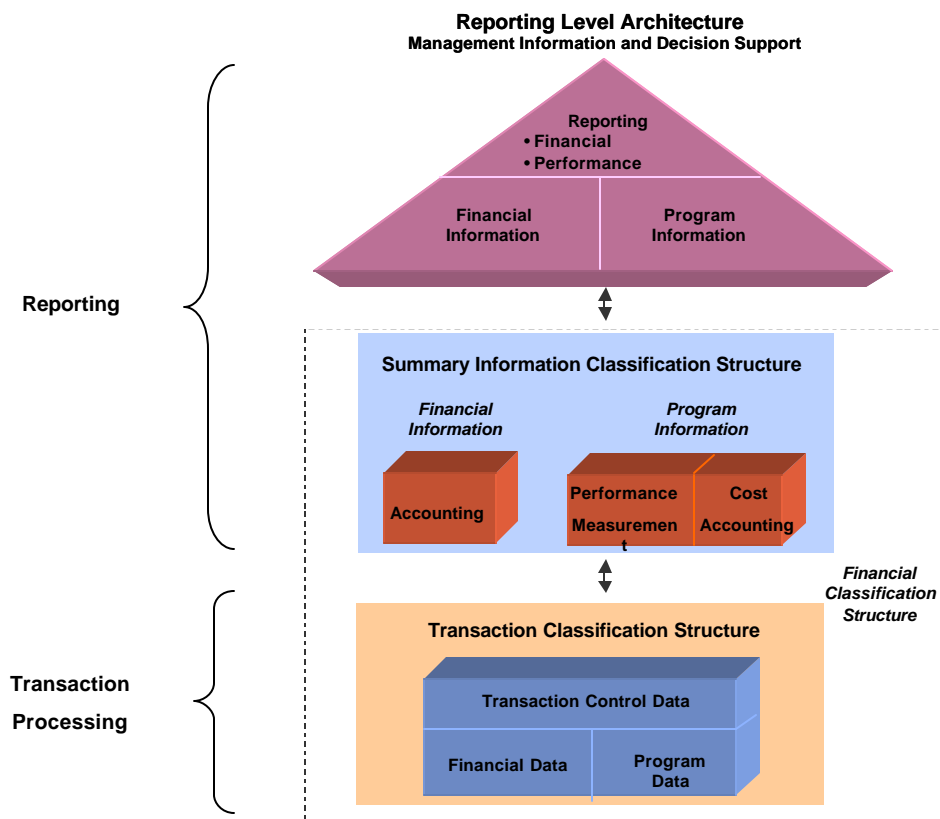 Reporting Level Architecture
Management Information and Decision Support
Reporting
• Financial
• Performance
Financial
Information
Program
Information
Reporting
Summary Information Classification Structure
Financial
Information
Program
Information
Accounting
Performance
Measuremen
t
Cost
Accounting
Financial
Classification
Structure
Transaction Classification Structure
Transaction
Processing
Transaction Control Data
Financial Data
Program
Data